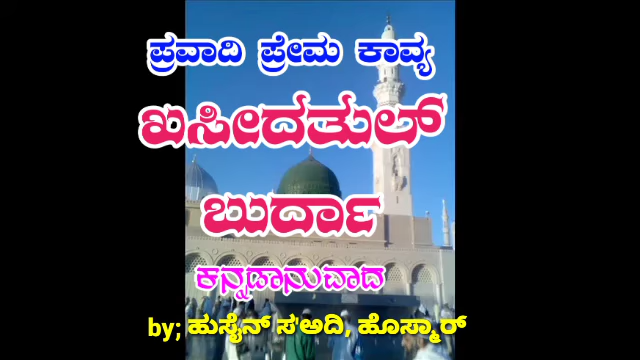 ಪ್ರವಾದಿ ಪ್ರೇಮ ಕಾವ್ಯ
ಖಸೀದತುಲ್
ಬುರ್ದಾ
ಕನ್ನಡಾನುವಾದ
by; ಹುಸೈನ್ ಸ'ಅದಿ, ಹೊಸ್ಮಾರ್